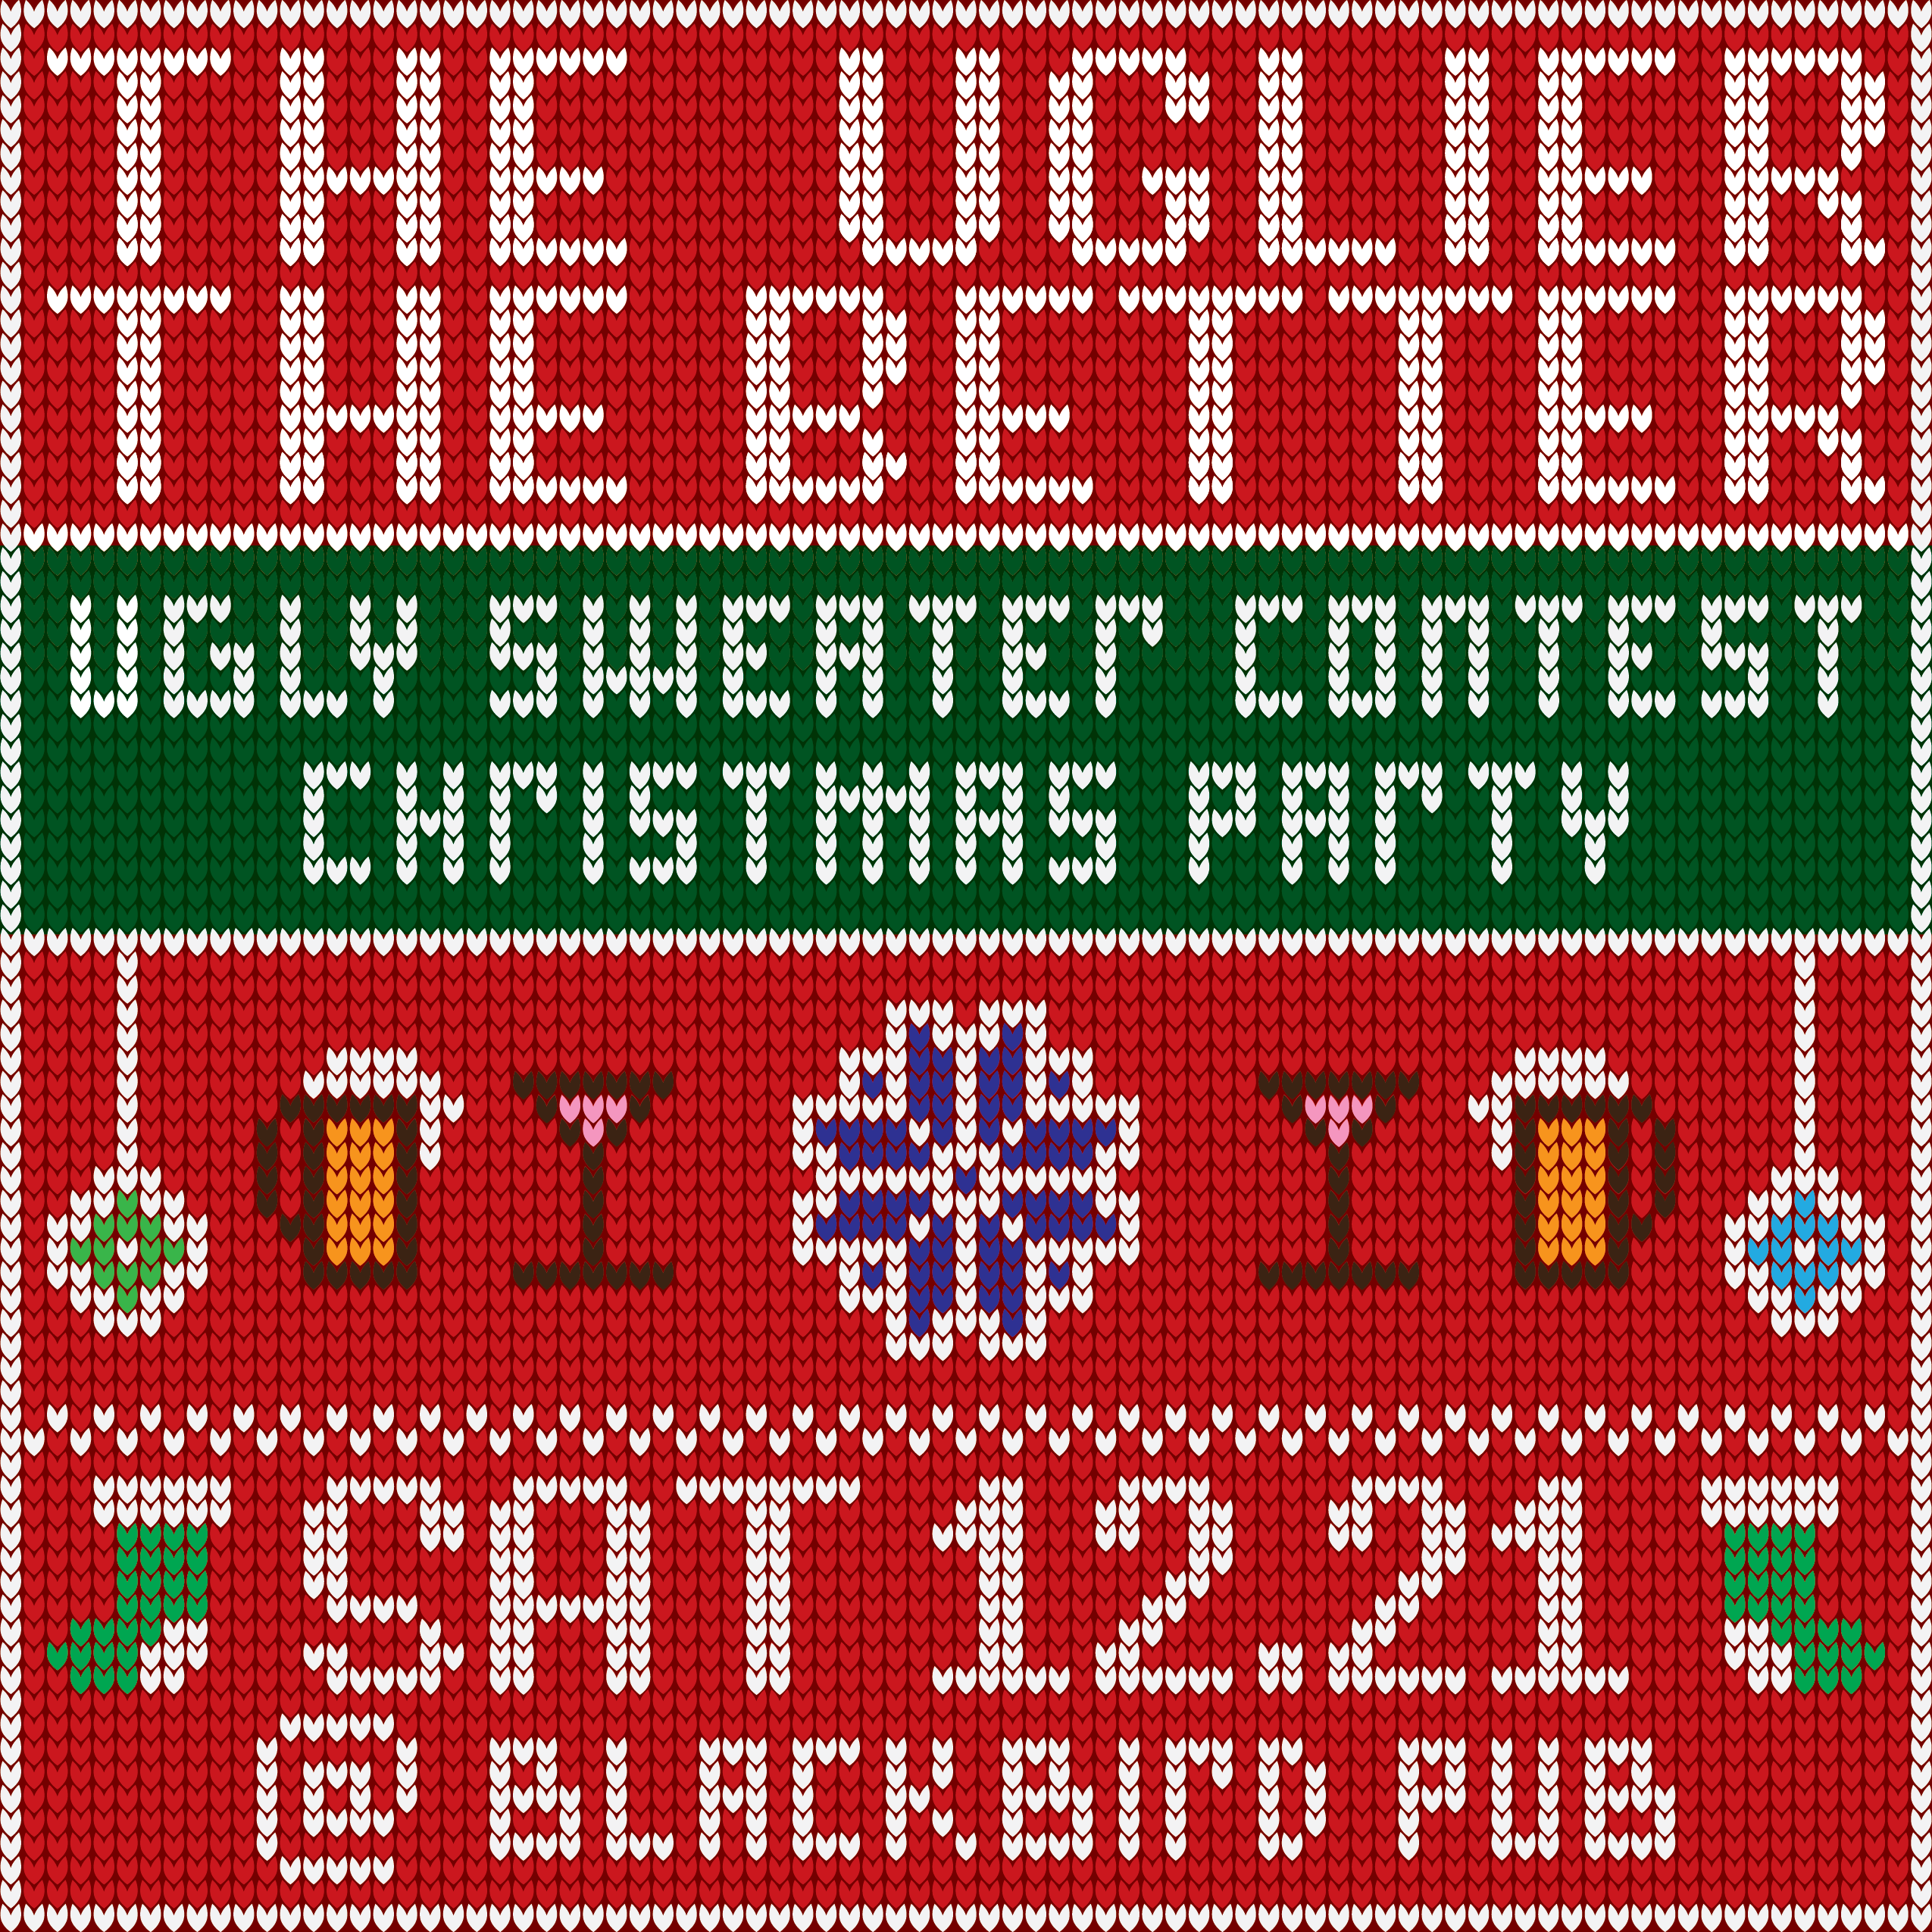 THE UGLIER
THE BETTER
UGLY SWEATEr COnTEST
CHrISTMAS PArTY
SAT 12.21
@ BLACKBIrD PUB